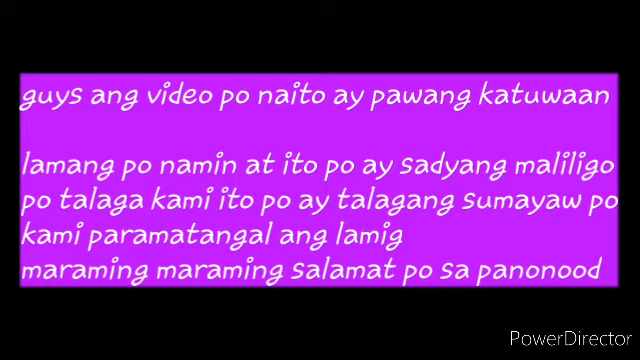 guys ang video po naito ay pawang katuwaan
lamang po namin at ito po ay sadyang maliligo
po talaga kami ito po ay talagang sumayaw po
kami paramatangal ang lamig
maraming maraming salamat po sa panonood
PowerDirector